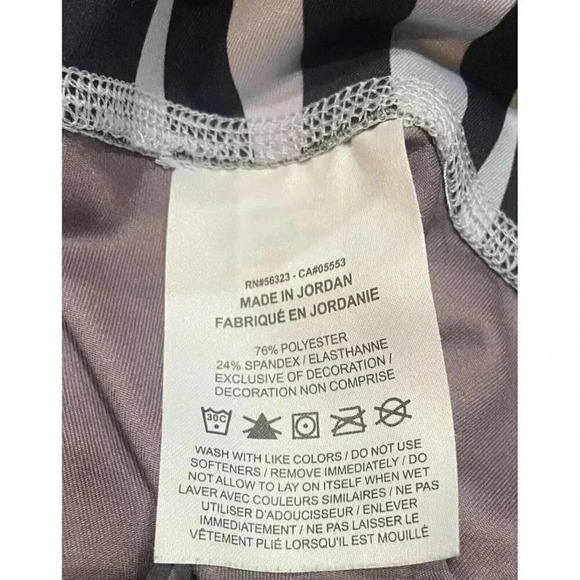 RN#56323 - CA#05553
MADE IN JORDAN
FABRIQUÉ EN JORDANIE
76% POLYESTER
24% SPANDEX / ELASTHANNE
EXCLUSIVE OF DECORATION /
DECORATION NON COMPRISE
30C
WASH WITH LIKE COLORS / DO NOT USE
SOFTENERS / REMOVE IMMEDIATELY / DO
NOT ALLOW TO LAY ON ITSELF WHEN WET
LAVER AVEC COULEURS SIMILAIRES / NE PAS
UTILISER D'ADOUCISSEUR / ENLEVER
IMMEDIATEMENT / NE PAS LAISSER LE
VÊTEMENT PLIÉ LORSQU'IL EST MOUILLÉ